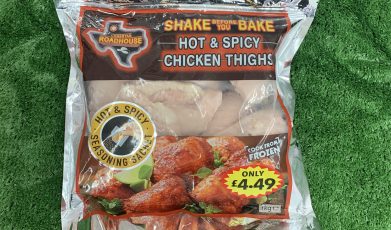 SHAKE BEFORE YOU BAKE
ROADHOUSE
HOT & SPICY
CHICKEN THIGHS
HOT & SPICY
SEASONING SACHET
COOK FROM
FROZEN
ONLY
£4.49